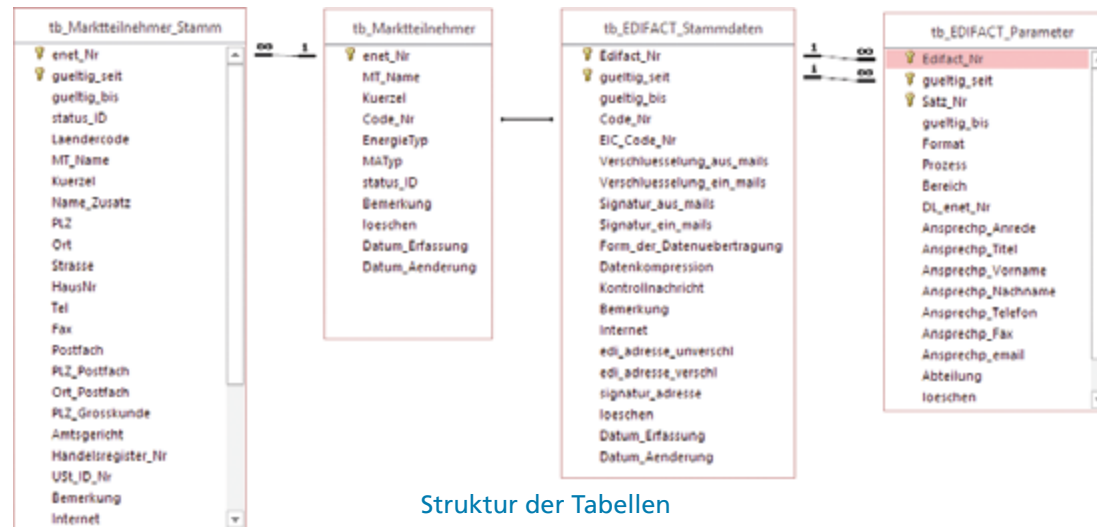 tb_Marktteilnehmer_Stamm
enet_Nr
gueltig_seit
gueltig_bis
status_ID
Laendercode
MT_Name
Kuerzel
Name_Zusatz
PLZ
Ort
Strasse
HausNr
Tel
Fax
Postfach
PLZ_Postfach
Ort_Postfach
PLZ_Grosskunde
Amtsgericht
Handelsregister_Nr
USt_ID_Nr
Bemerkung
Internet
∞ 1
tb_Marktteilnehmer
enet_Nr
MT_Name
Kuerzel
Code_Nr
EnergieTyp
MATyp
status_ID
Bemerkung
loeschen
Datum_Erfassung
Datum_Aenderung
tb_EDIFACT_Stammdaten
Edifact_Nr
gueltig_seit
gueltig_bis
Code_Nr
EIC_Code_Nr
Verschluesselung_aus_mails
Verschluesselung_ein_mails
Signatur_aus_mails
Signatur_ein_mails
Form_der_Datenuebertragung
Datenkompression
Kontrollnachricht
Bemerkung
Internet
edi_adresse_unverschl
edi_adresse_verschl
signatur_adresse
loeschen
Datum_Erfassung
Datum_Aenderung
1 ∞
1 ∞
tb_EDIFACT_Parameter
Edifact_Nr
gueltig_seit
Satz_Nr
gueltig_bis
Format
Prozess
Bereich
DL_enet_Nr
Ansprechp_Anrede
Ansprechp_Titel
Ansprechp_Vorname
Ansprechp_Nachname
Ansprechp_Telefon
Ansprechp_Fax
Ansprechp_email
Abteilung
loeschen
Struktur der Tabellen